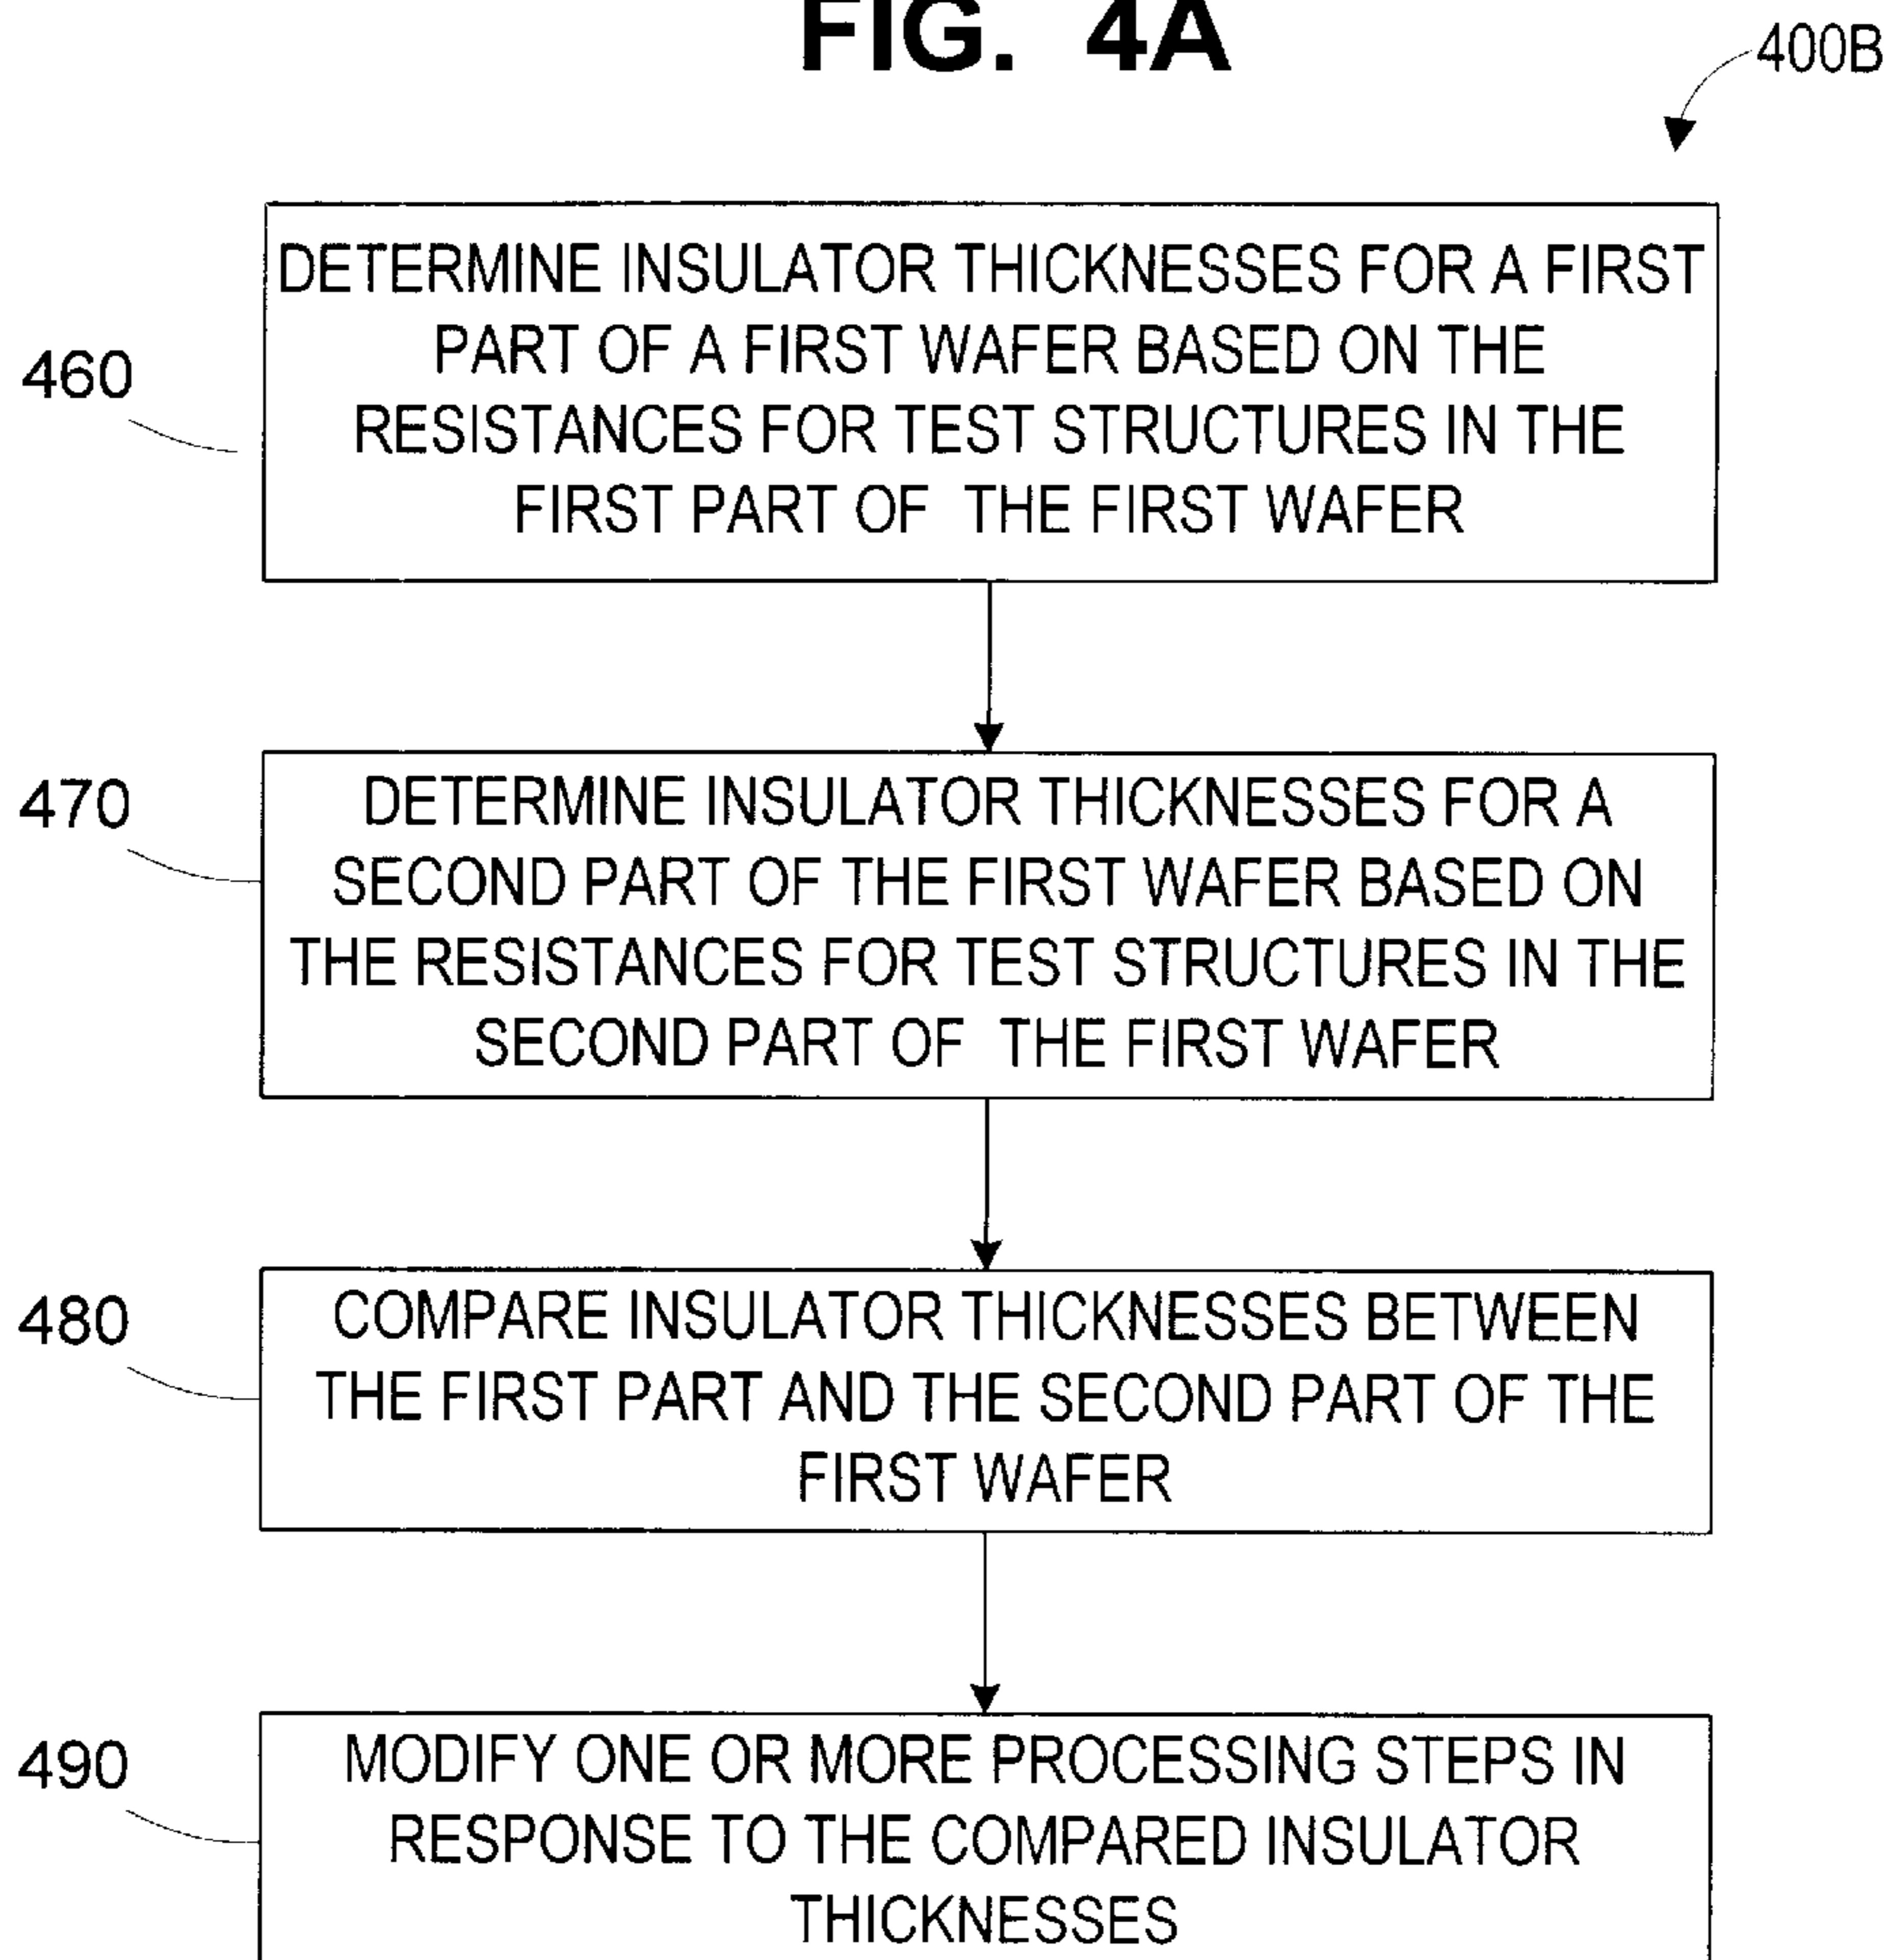 FIG. 4A
400B
DETERMINE INSULATOR THICKNESSES FOR A FIRST
PART OF A FIRST WAFER BASED ON THE
RESISTANCES FOR TEST STRUCTURES IN THE
FIRST PART OF THE FIRST WAFER
460
DETERMINE INSULATOR THICKNESSES FOR A
SECOND PART OF THE FIRST WAFER BASED ON
THE RESISTANCES FOR TEST STRUCTURES IN THE
SECOND PART OF THE FIRST WAFER
470
COMPARE INSULATOR THICKNESSES BETWEEN
THE FIRST PART AND THE SECOND PART OF THE
FIRST WAFER
480
MODIFY ONE OR MORE PROCESSING STEPS IN
RESPONSE TO THE COMPARED INSULATOR
THICKNESSES
490